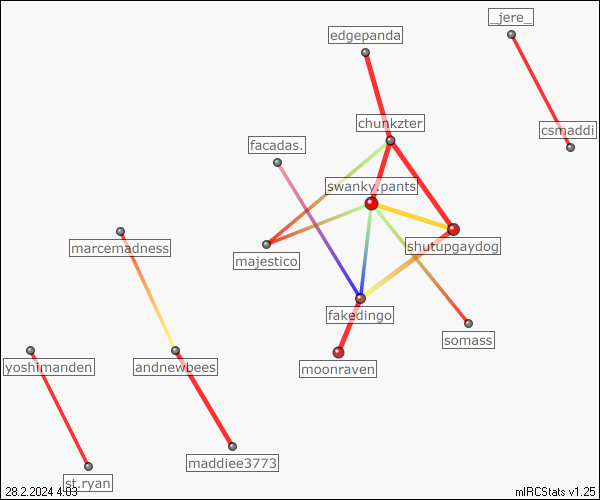 _jere_
edgepanda
chunkzter
csmaddi
facadas.
swanky.pants
marcemadness
shutupgaydog
majestico
fakedingo
somass
yoshimanden
andnewbees
moonraven
maddiee3773
st.ryan
28.2.2024 4:03
mIRCStats v1.25